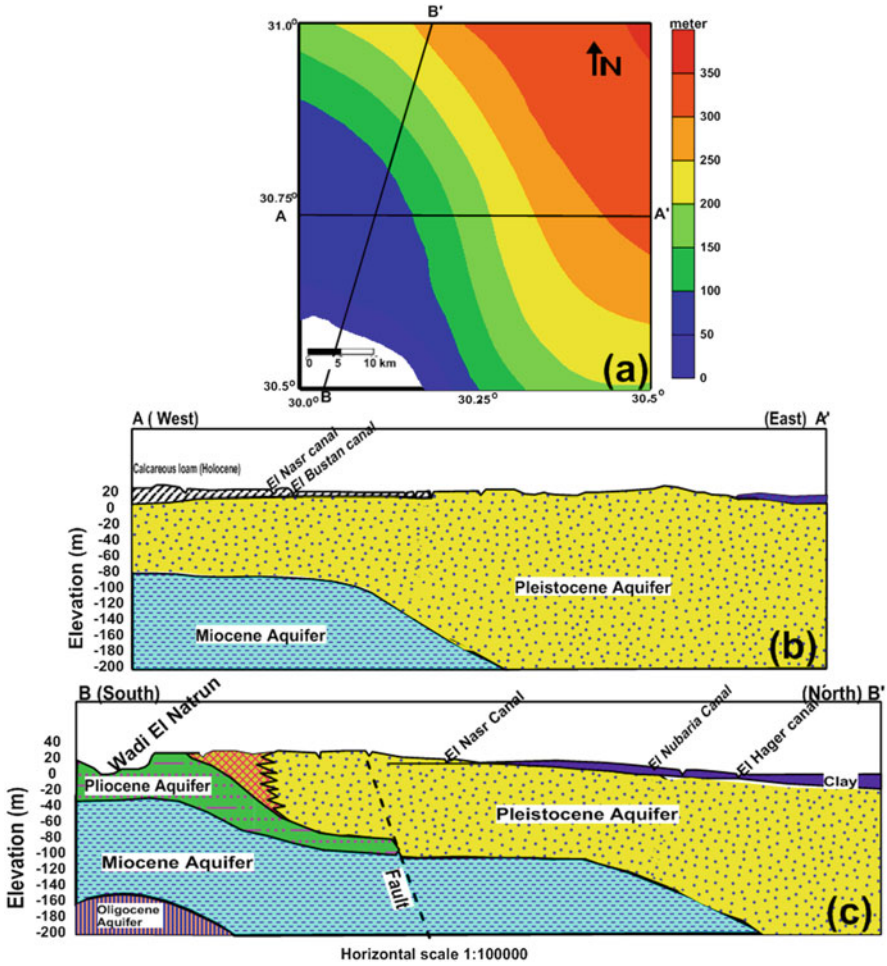 B'
31.0°
meter
N
350
300
250
30.75°
A
A'
200
150
100
50
0
0 5 10 km
(a)
30.5°
30.0°
B
30.25°
30.5°
A ( West)
(East) A'
Calcareous loam (Holocene)
El Nasr canal
El Bustan canal
Elevation (m)
20
0
-20
-40
-60
-80
-100
-120
-140
-160
-180
-200
Pleistocene Aquifer
Miocene Aquifer
(b)
B (South)
(North) B'
Wadi El Natrun
El Nasr Canal
El Nubaria Canal
El Hager canal
Elevation (m)
40
20
0
-20
-40
-60
-80
-100
-120
-140
-160
-180
-200
Pliocene Aquifer
Clay
Pleistocene Aquifer
Miocene Aquifer
Fault
Oligocene
Aquifer
(c)
Horizontal scale 1:100000